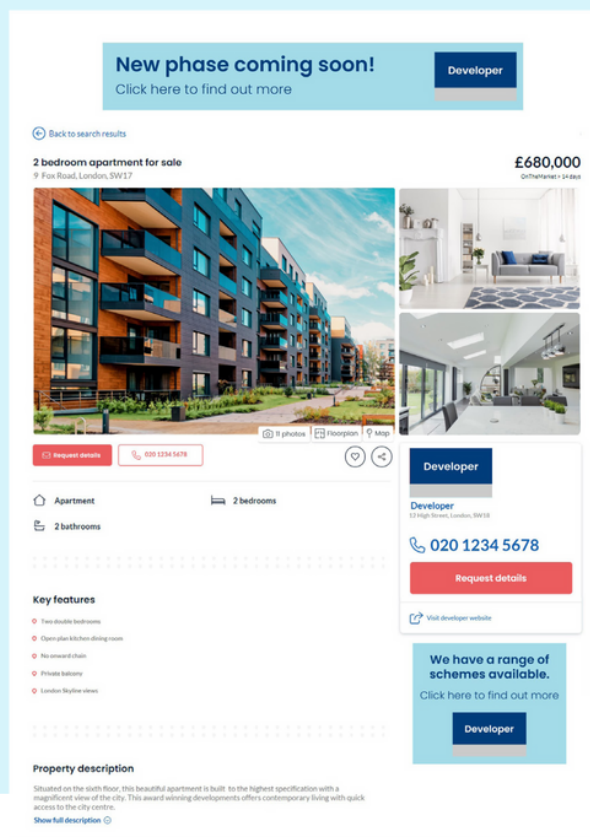 New phase coming soon!
Click here to find out more
Developer
Back to search results
2 bedroom apartment for sale
9 Fox Road, London, SW17
£680,000
OnTheMarket > 14 days
11 photos
Floorplan
Map
Request details
020 1234 5678
Apartment
2 bedrooms
2 bathrooms
Key features
Two double bedrooms
Open plan kitchen dining room
No onward chain
Private balcony
London Skyline views
Property description
Situated on the sixth floor, this beautiful apartment is built to the highest specification with a
magnificent view of the city. This award winning developments offers contemporary living with quick
access to the city centre.
Show full description
Developer
Developer
12 High Street, London, SW18
020 1234 5678
Request details
Visit developer website
We have a range of
schemes available.
Click here to find out more
Developer